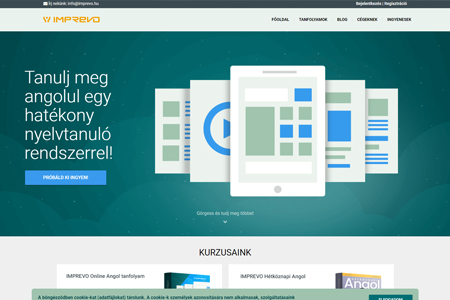 Írj nekünk: info@imprevo.hu
Bejelentkezés | Regisztráció
IMPREVO
FŐOLDAL TANFOLYAMOK BLOG CÉGEKNEK INGYENESEK
Tanulj meg
angolul egy
hatékony
nyelvtanuló
rendszerrel!
PRÓBÁLD KI INGYEN!
Görgess és tudj meg többet
KURZUSAINK
IMPREVO Online Angol tanfolyam
IMPREVO Hétköznapi Angol
Angol
A böngésződben cookie-kat (adatfájlokat) tárolunk. A cookie-k személyek azonosítására nem alkalmasak, szolgáltatásaink
ELFOGADOM